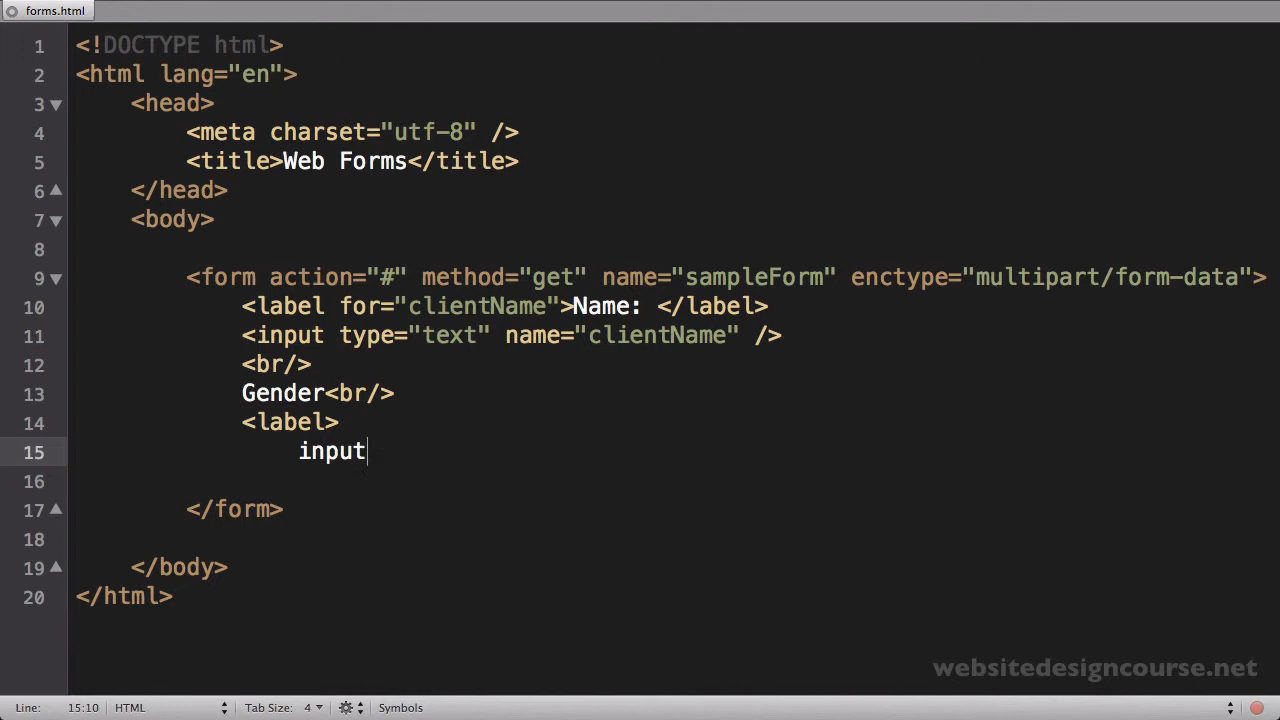 forms.html
1 <!DOCTYPE html>
2 <html lang="en">
3 <head>
4 <meta charset="utf-8" />
5 <title>Web Forms</title>
6 </head>
7 <body>
8
9 <form action="#" method="get" name="sampleForm" enctype="multipart/form-data">
10 <label for="clientName">Name: </label>
11 <input type="text" name="clientName" />
12 <br/>
13 Gender<br/>
14 <label>
15 input
16
17 </form>
18
19 </body>
20 </html>
websitedesigncourse.net
Line: 15:10 HTML Tab Size: 4 Symbols